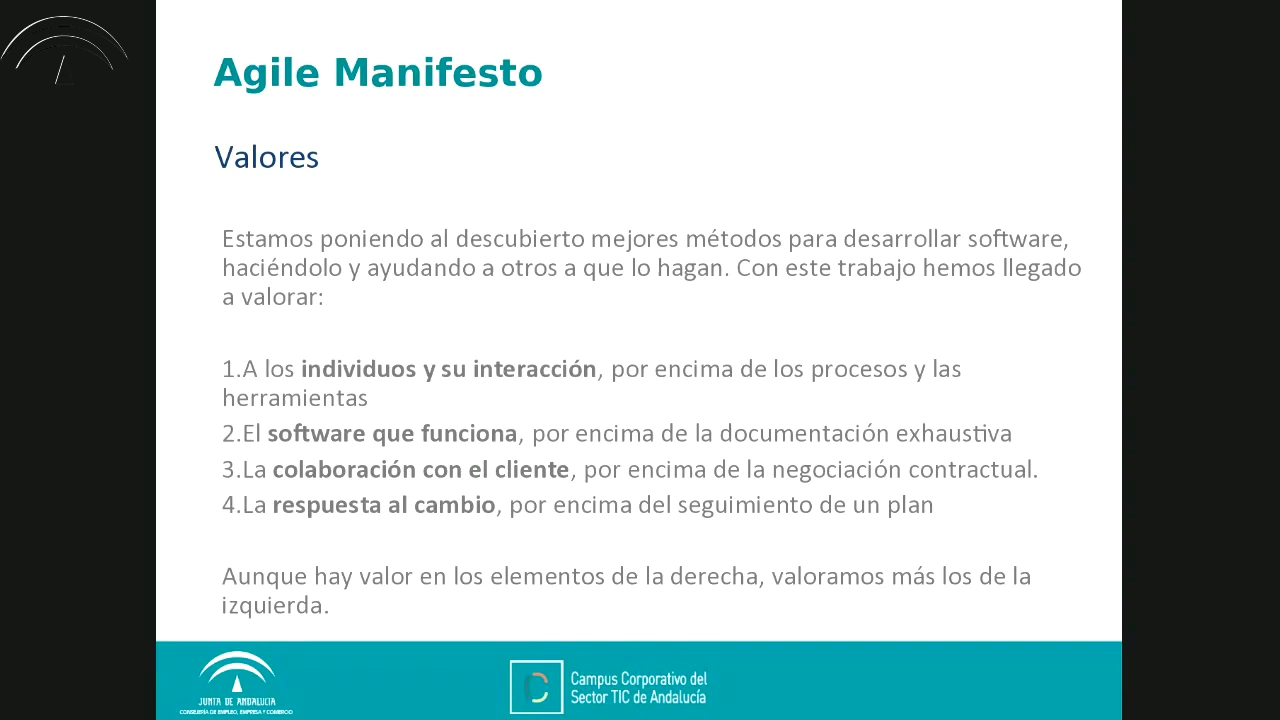 Agile Manifesto
Valores
Estamos poniendo al descubierto mejores métodos para desarrollar software,
haciéndolo y ayudando a otros a que lo hagan. Con este trabajo hemos llegado
a valorar:
1.A los individuos y su interacción, por encima de los procesos y las
herramientas
2.El software que funciona, por encima de la documentación exhaustiva
3.La colaboración con el cliente, por encima de la negociación contractual.
4.La respuesta al cambio, por encima del seguimiento de un plan
Aunque hay valor en los elementos de la derecha, valoramos más los de la
izquierda.
JUNTA DE ANDALUCIA
CONSEJERÍA DE EMPLEO, EMPRESA Y COMERCIO
Campus Corporativo del
Sector TIC de Andalucía